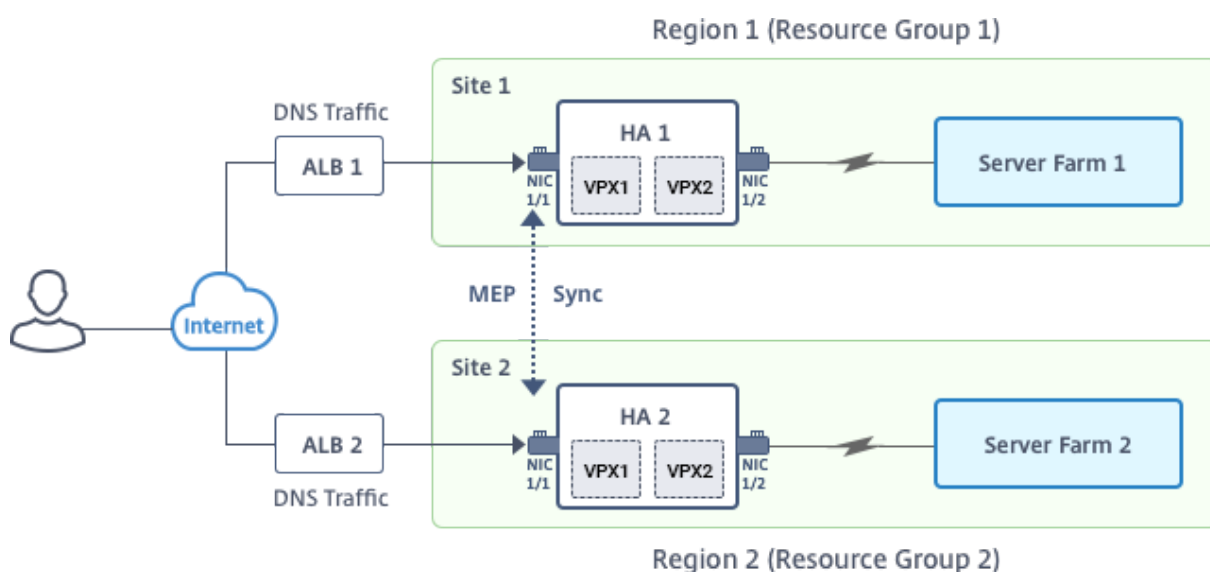 Region 1 (Resource Group 1)
Site 1
DNS Traffic
ALB 1
HA 1
VPX1 VPX2
NIC
1/1
NIC
1/2
Server Farm 1
MEP Sync
Internet
Site 2
ALB 2
DNS Traffic
HA 2
VPX1 VPX2
NIC
1/1
NIC
1/2
Server Farm 2
Region 2 (Resource Group 2)